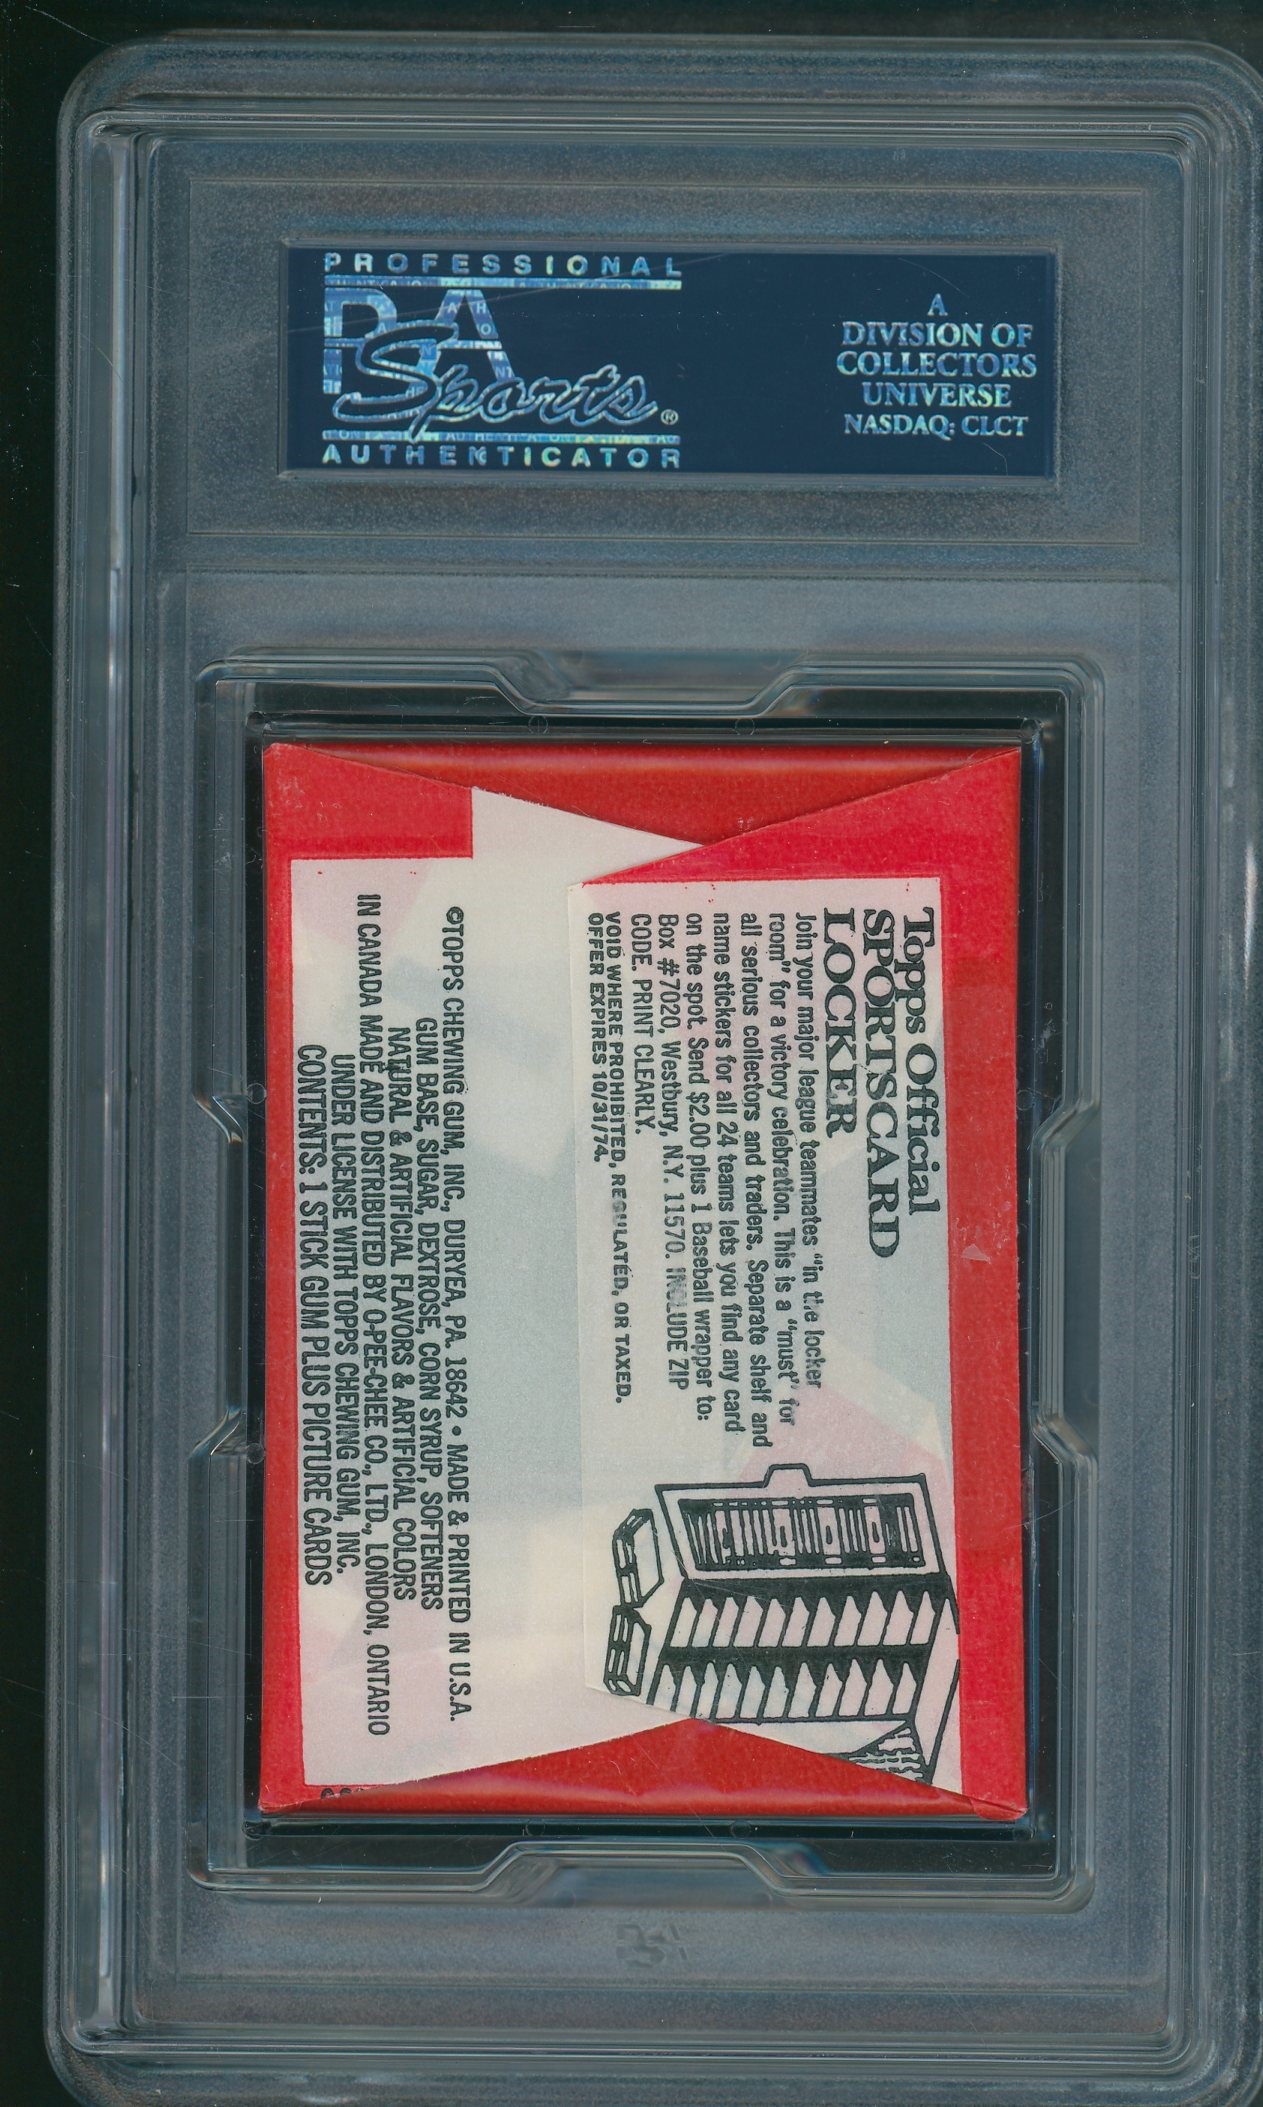 PROFESSIONAL
PSA
Sports®
AUTHENTICATOR
A
DIVISION OF
COLLECTORS
UNIVERSE
NASDAQ: CLCT
Topps Official
SPORTSCARD
LOCKER
Join your major league teammates "in the locker
room" for a victory celebration. This is a "must" for
all serious collectors and traders. Separate shelf and
name stickers for all 24 teams lets you find any card
on the spot. Send $2.00 plus 1 Baseball wrapper to:
Box #7020, Westbury, N.Y. 11570. INCLUDE ZIP
CODE. PRINT CLEARLY.
VOID WHERE PROHIBITED, REGULATED, OR TAXED.
OFFER EXPIRES 10/31/74.
©TOPPS CHEWING GUM, INC., DURYEA, PA. 18642 • MADE & PRINTED IN U.S.A.
GUM BASE, SUGAR, DEXTROSE, CORN SYRUP, SOFTENERS
NATURAL & ARTIFICIAL FLAVORS & ARTIFICIAL COLORS
IN CANADA MADE AND DISTRIBUTED BY O-PEE-CHEE CO., LTD., LONDON, ONTARIO
UNDER LICENSE WITH TOPPS CHEWING GUM, INC.
CONTENTS: 1 STICK GUM PLUS PICTURE CARDS
PSA